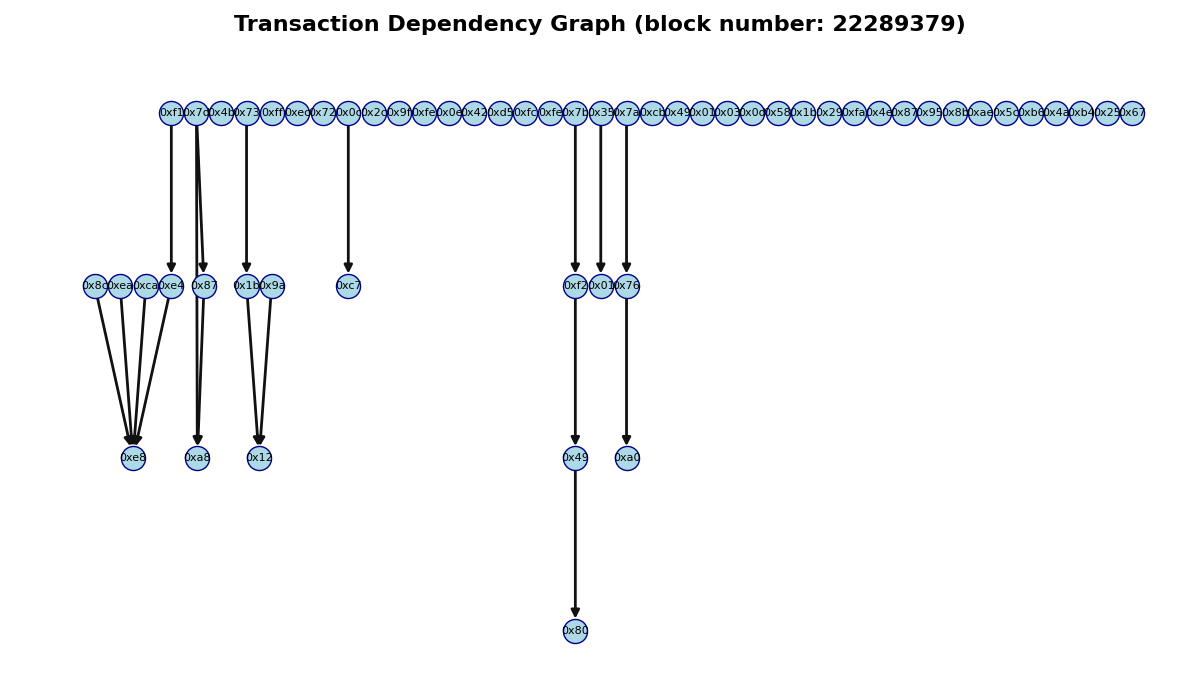 Transaction Dependency Graph (block number: 22289379)
0xf1 0x7d 0x4b 0x73 0xff 0xec 0x72 0x0c 0x2c 0x9f 0xfe 0x0e 0x42 0xd5 0xfc 0xfe 0x7b 0x35 0x7a 0xcb 0x49 0x01 0x03 0x0d 0x58 0x1b 0x29 0xfa 0x4e 0x87 0x95 0x8b 0xae 0x5c 0xb6 0x4a 0xb4 0x25 0x67
0x8c 0xea 0xca 0xe4 0x87 0x1b 0x9a 0xc7 0xf2 0x01 0x76
0xe8 0xa8 0x12 0x49 0xa0
0x80